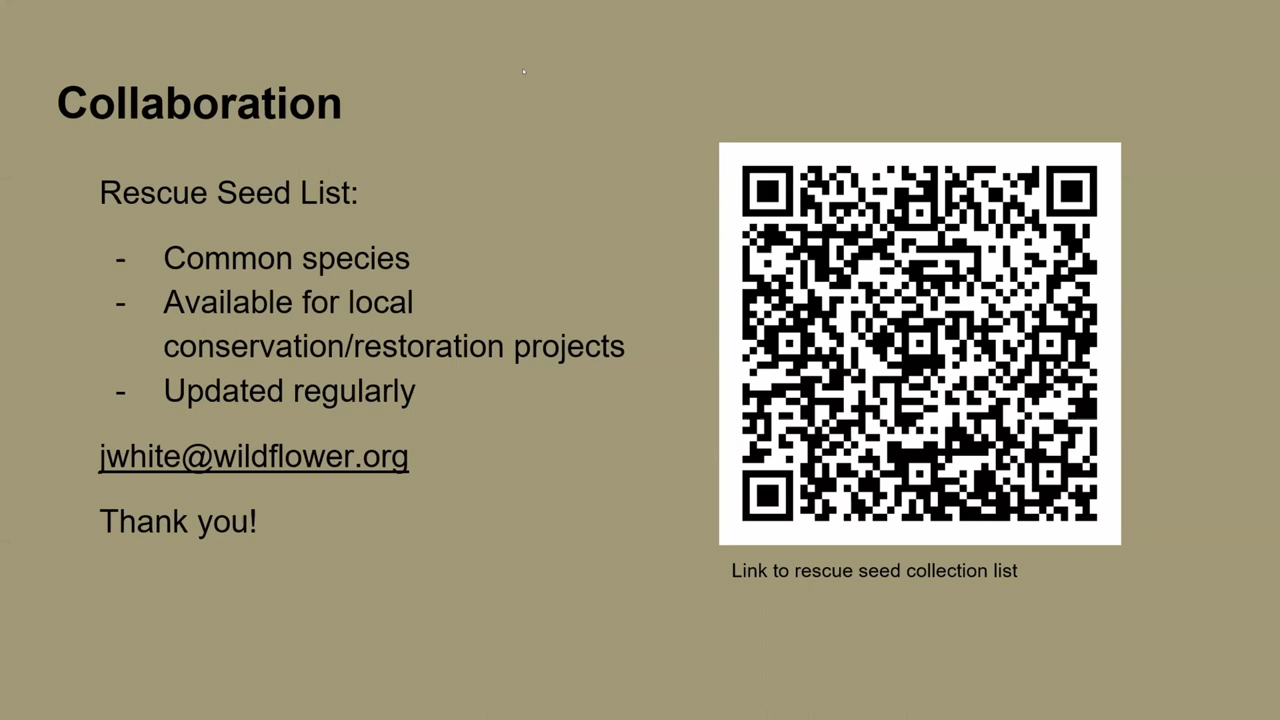 Collaboration
Rescue Seed List:
- Common species
- Available for local
conservation/restoration projects
- Updated regularly
jwhite@wildflower.org
Thank you!
Link to rescue seed collection list